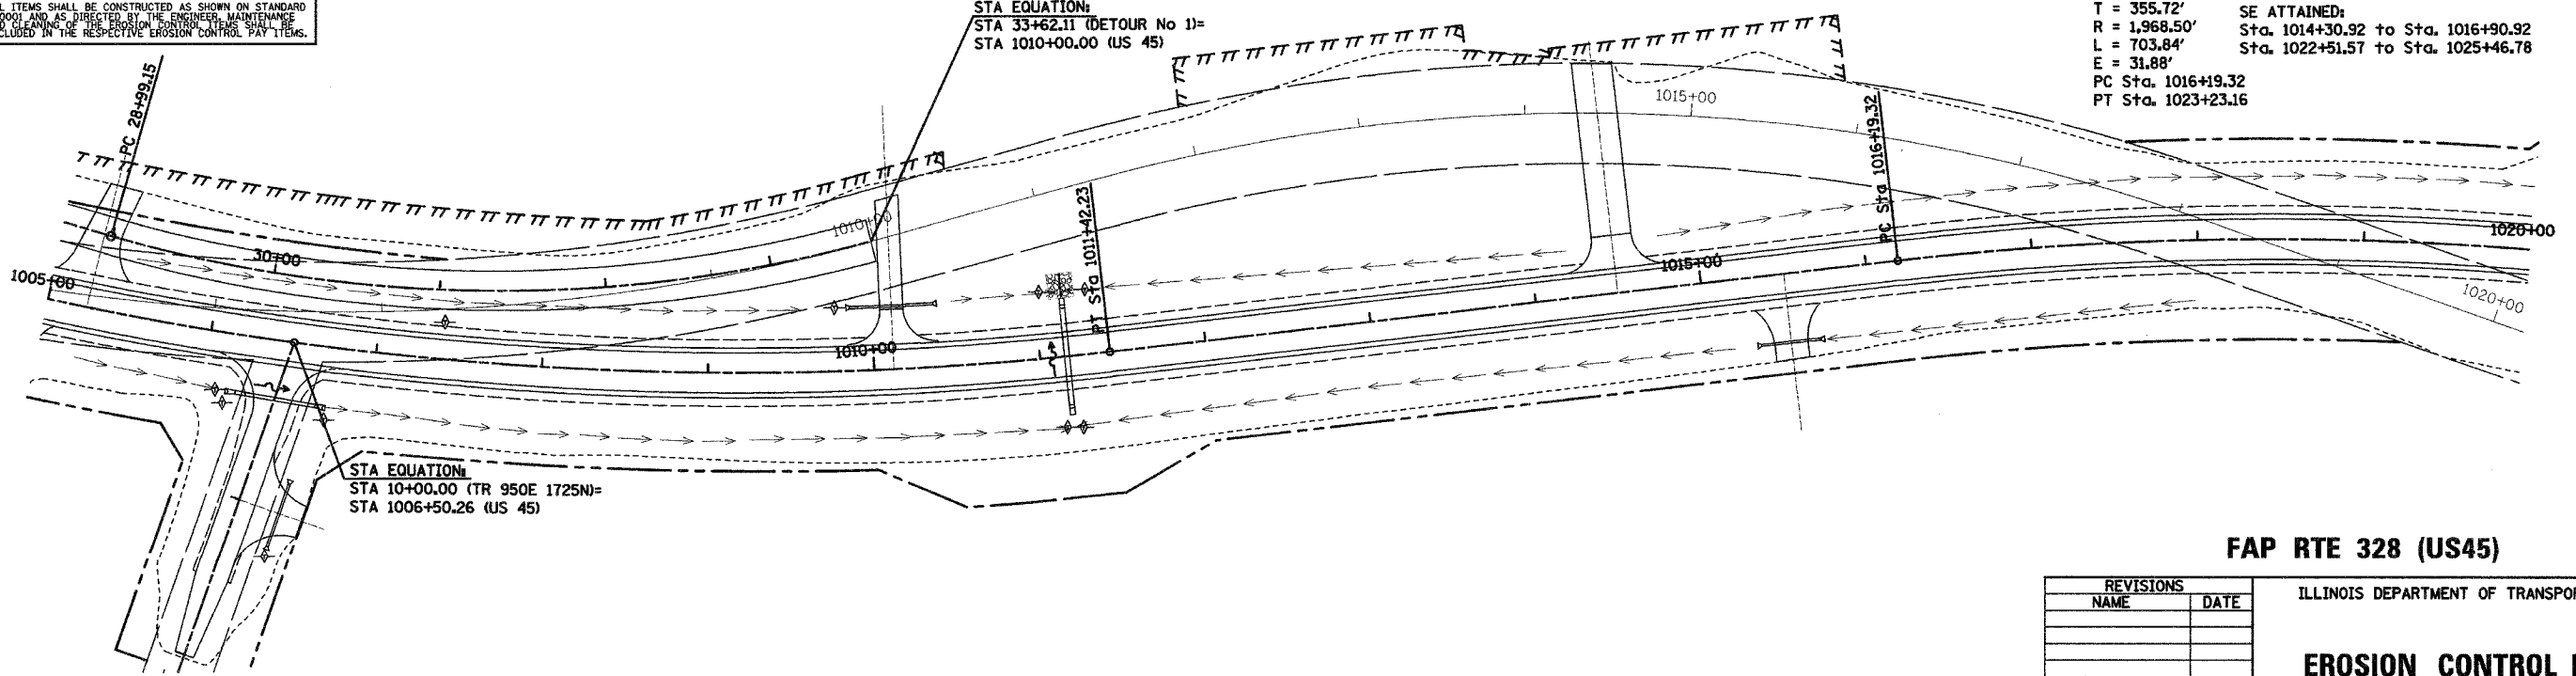 L ITEMS SHALL BE CONSTRUCTED AS SHOWN ON STANDARD
0001 AND AS DIRECTED BY THE ENGINEER. MAINTENANCE
D CLEANING OF THE EROSION CONTROL ITEMS SHALL BE
CLUDED IN THE RESPECTIVE EROSION CONTROL PAY ITEMS.
STA EQUATION:
STA 33+62.11 (DETOUR No 1)=
STA 1010+00.00 (US 45)
T = 355.72'
R = 1,968.50'
L = 703.84'
E = 31.88'
PC Sta. 1016+19.32
PT Sta. 1023+23.16
SE ATTAINED:
Sta. 1014+30.92 to Sta. 1016+90.92
Sta. 1022+51.57 to Sta. 1025+46.78
PC 28+99.15
1015+00
PC Sta 1016+19.32
1010+00
PT Sta 1011+42.23
30+00
1005+00
1020+00
1015+00
1020+00
1010+00
STA EQUATION:
STA 10+00.00 (TR 950E 1725N)=
STA 1006+50.26 (US 45)
FAP RTE 328 (US45)
REVISIONS
NAME DATE
ILLINOIS DEPARTMENT OF TRANSPO
EROSION CONTROL